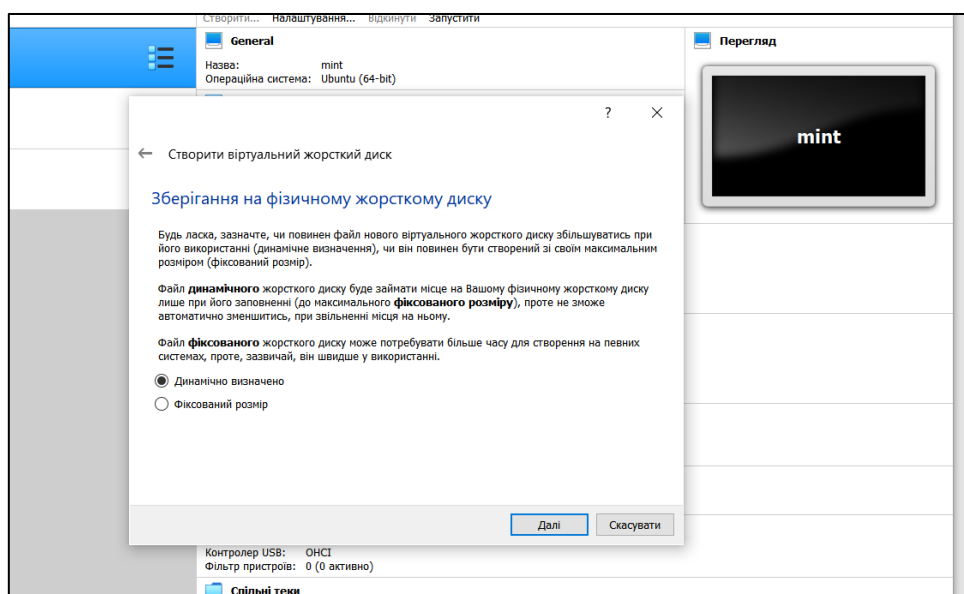 Створити... Налаштування... Відкинути Запустити
General
Назва: mint
Операційна система: Ubuntu (64-bit)
Перегляд
mint
? ×
← Створити віртуальний жорсткий диск
Зберігання на фізичному жорсткому диску
Будь ласка, зазначте, чи повинен файл нового віртуального жорсткого диску збільшуватись при
його використанні (динамічне визначення), чи він повинен бути створений зі своїм максимальним
розміром (фіксований розмір).
Файл динамічного жорсткого диску буде займати місце на Вашому фізичному жорсткому диску
лише при його заповненні (до максимального фіксованого розміру), проте не зможе
автоматично зменшитись, при звільненні місця на ньому.
Файл фіксованого жорсткого диску може потребувати більше часу для створення на певних
системах, проте, зазвичай, він швидше у використанні.
Динамічно визначено
Фіксований розмір
Далі Скасувати
Контролер USB: OHCI
Фільтр пристроїв: 0 (0 активно)
Спільні теки